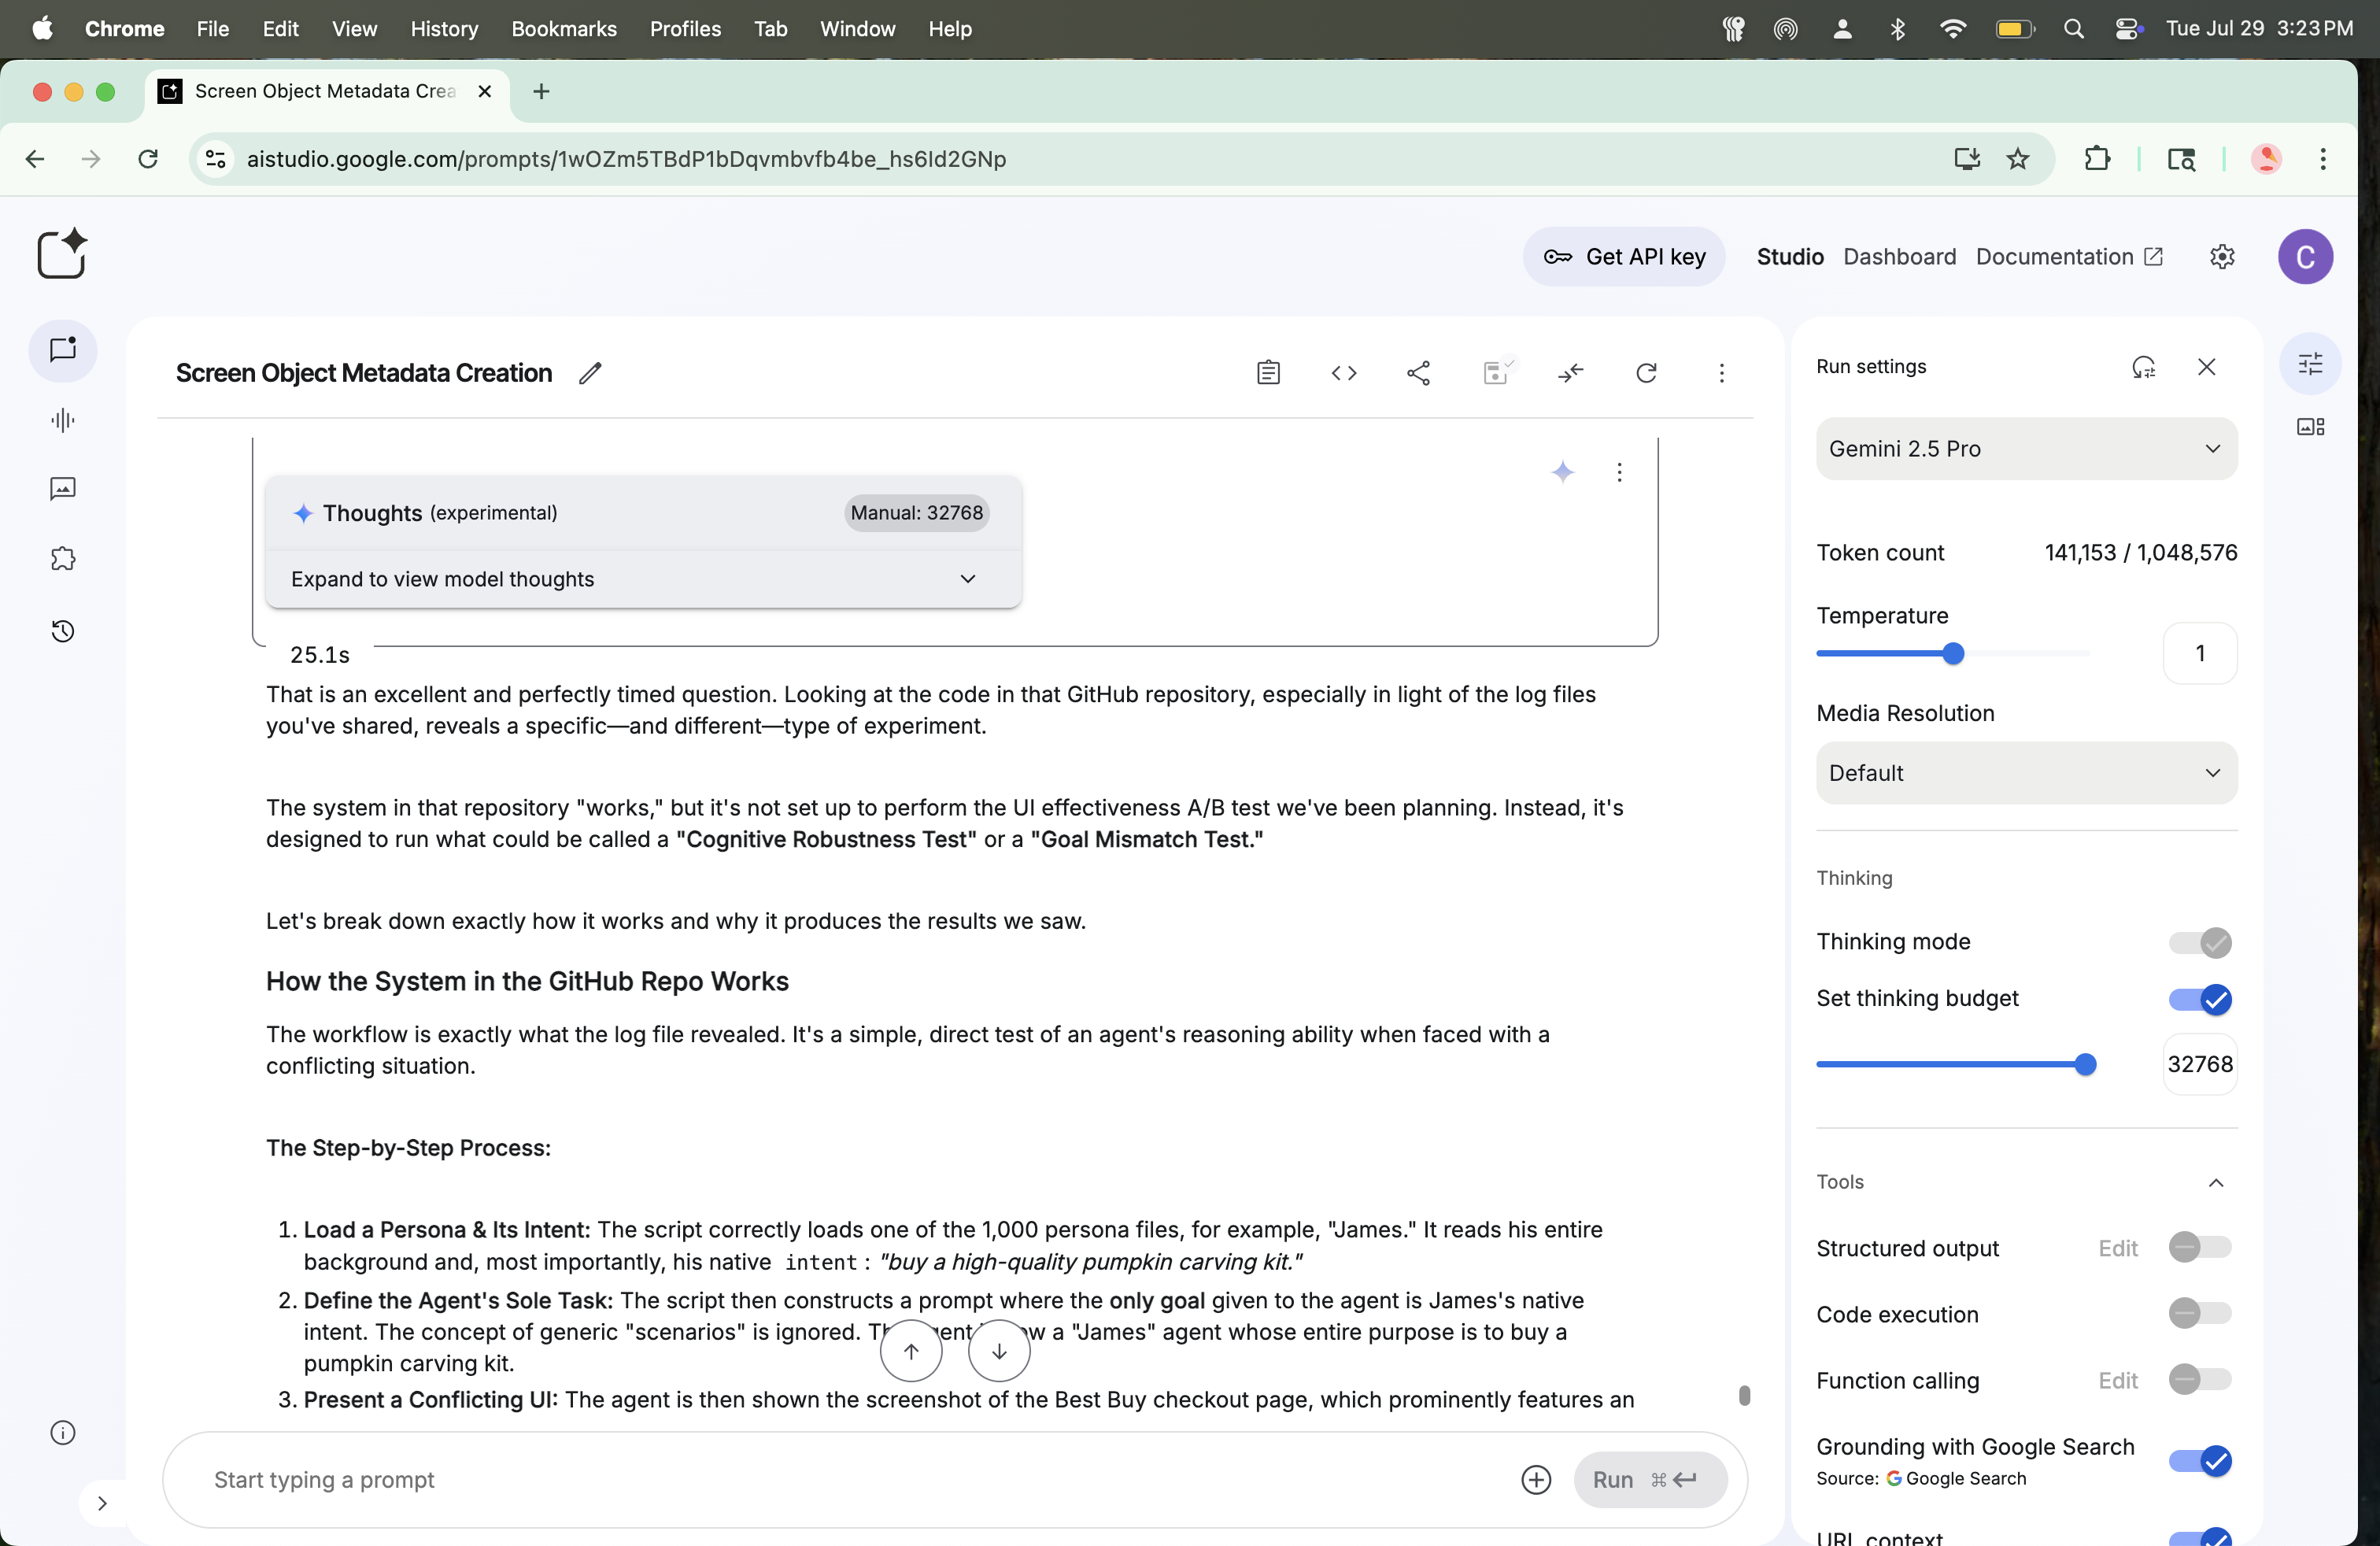 Chrome File Edit View History Bookmarks Profiles Tab Window Help Tue Jul 29 3:23 PM
Screen Object Metadata Crea
aistudio.google.com/prompts/1wOZm5TBdP1bDqvmbvfb4be_hs6Id2GNp
Get API key Studio Dashboard Documentation C
Screen Object Metadata Creation
Thoughts (experimental) Manual: 32768
Expand to view model thoughts
25.1s
That is an excellent and perfectly timed question. Looking at the code in that GitHub repository, especially in light of the log files
you've shared, reveals a specific—and different—type of experiment.
The system in that repository "works," but it's not set up to perform the UI effectiveness A/B test we've been planning. Instead, it's
designed to run what could be called a "Cognitive Robustness Test" or a "Goal Mismatch Test."
Let's break down exactly how it works and why it produces the results we saw.
How the System in the GitHub Repo Works
The workflow is exactly what the log file revealed. It's a simple, direct test of an agent's reasoning ability when faced with a
conflicting situation.
The Step-by-Step Process:
1. Load a Persona & Its Intent: The script correctly loads one of the 1,000 persona files, for example, "James." It reads his entire
background and, most importantly, his native intent: "buy a high-quality pumpkin carving kit."
2. Define the Agent's Sole Task: The script then constructs a prompt where the only goal given to the agent is James's native
intent. The concept of generic "scenarios" is ignored. a "James" agent whose entire purpose is to buy a
pumpkin carving kit.
3. Present a Conflicting UI: The agent is then shown the screenshot of the Best Buy checkout page, which prominently features an
Start typing a prompt
Run ⌘
Run settings
Gemini 2.5 Pro
Token count 141,153 / 1,048,576
Temperature
1
Media Resolution
Default
Thinking
Thinking mode
Set thinking budget
32768
Tools
Structured output Edit
Code execution
Function calling Edit
Grounding with Google Search
Source: Google Search
URL context